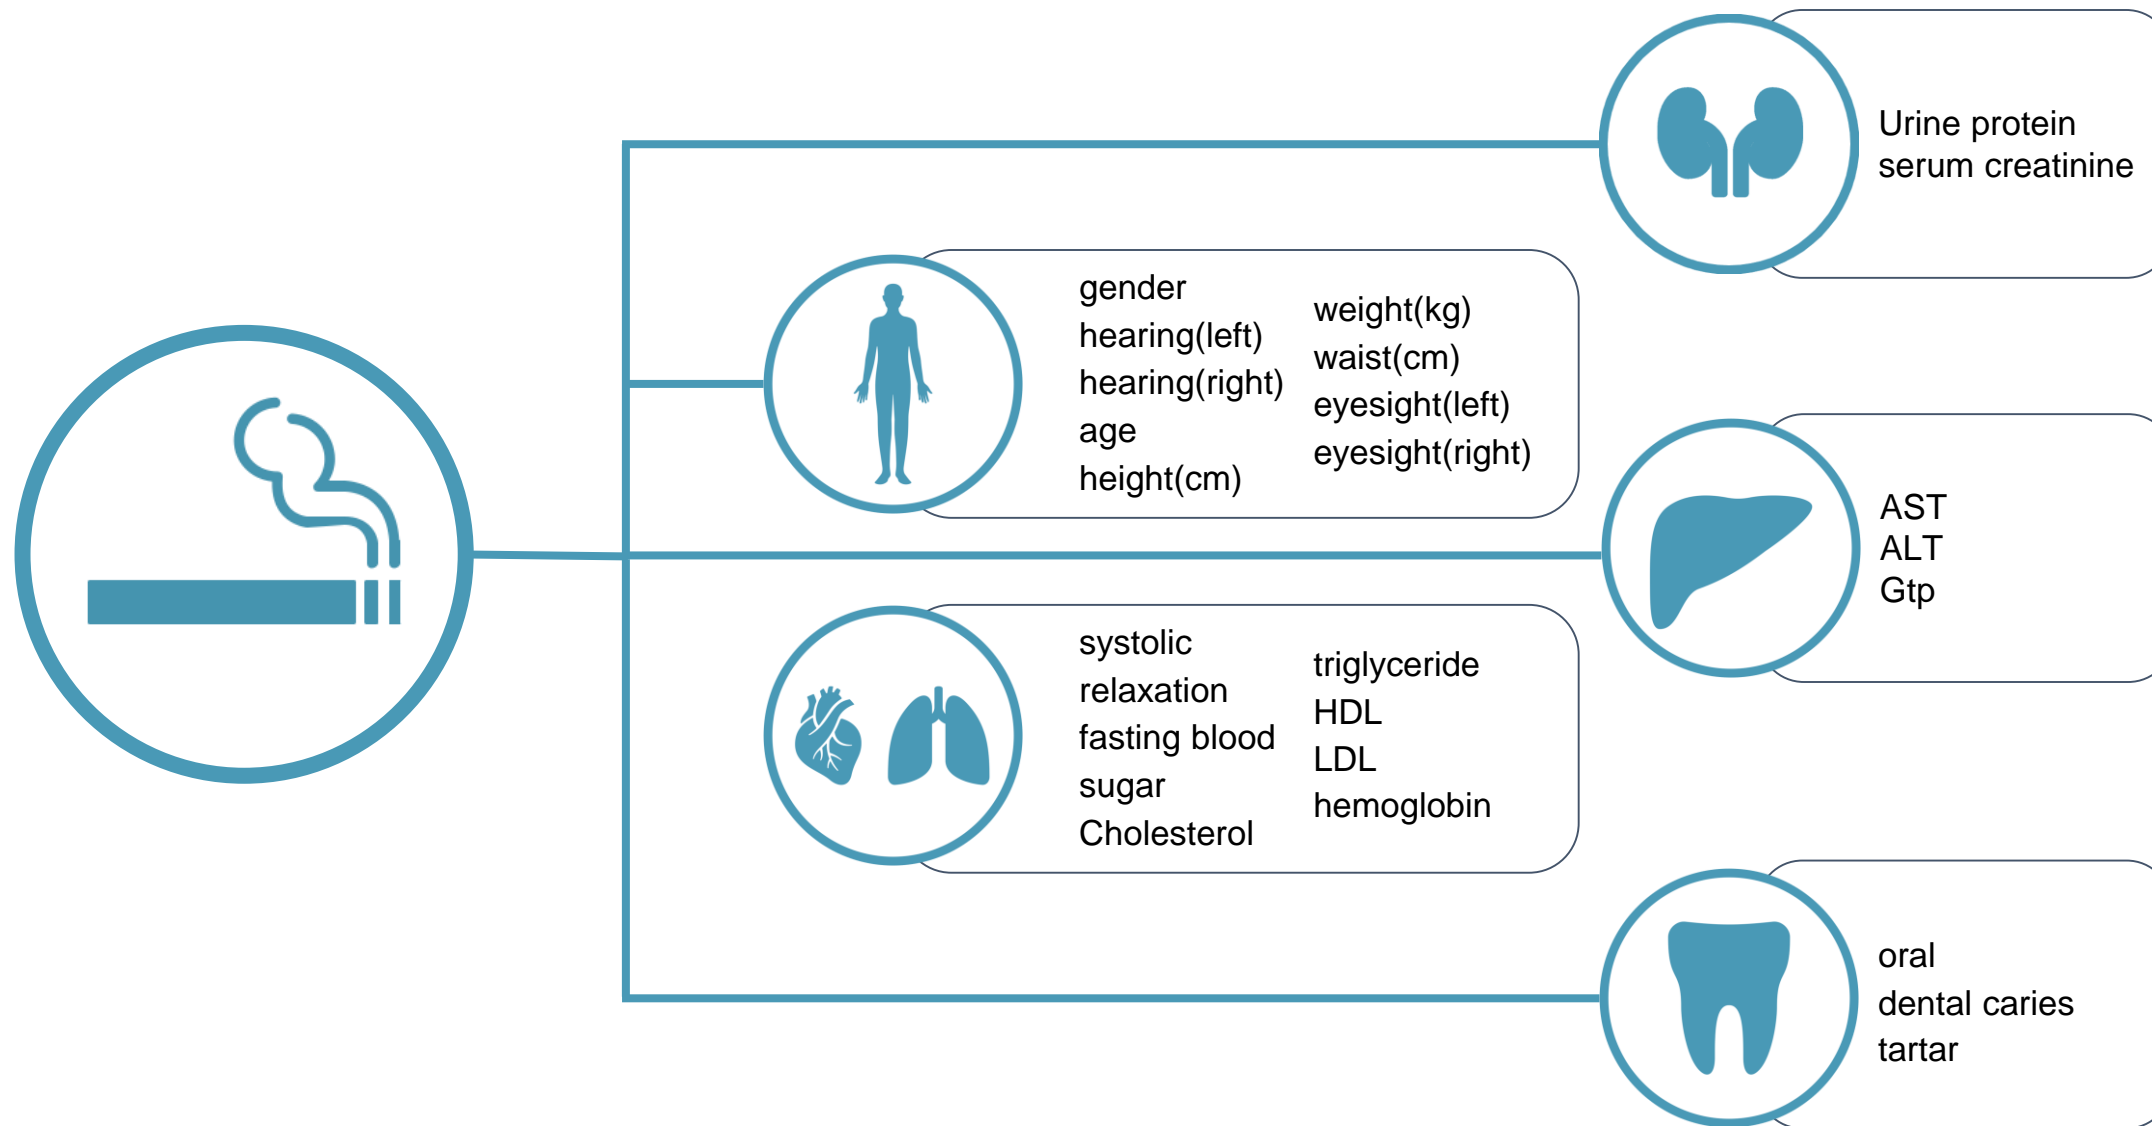 Urine protein
serum creatinine
gender
hearing(left)
hearing(right)
age
height(cm)
weight(kg)
waist(cm)
eyesight(left)
eyesight(right)
AST
ALT
Gtp
systolic
relaxation
fasting blood
sugar
Cholesterol
triglyceride
HDL
LDL
hemoglobin
oral
dental caries
tartar